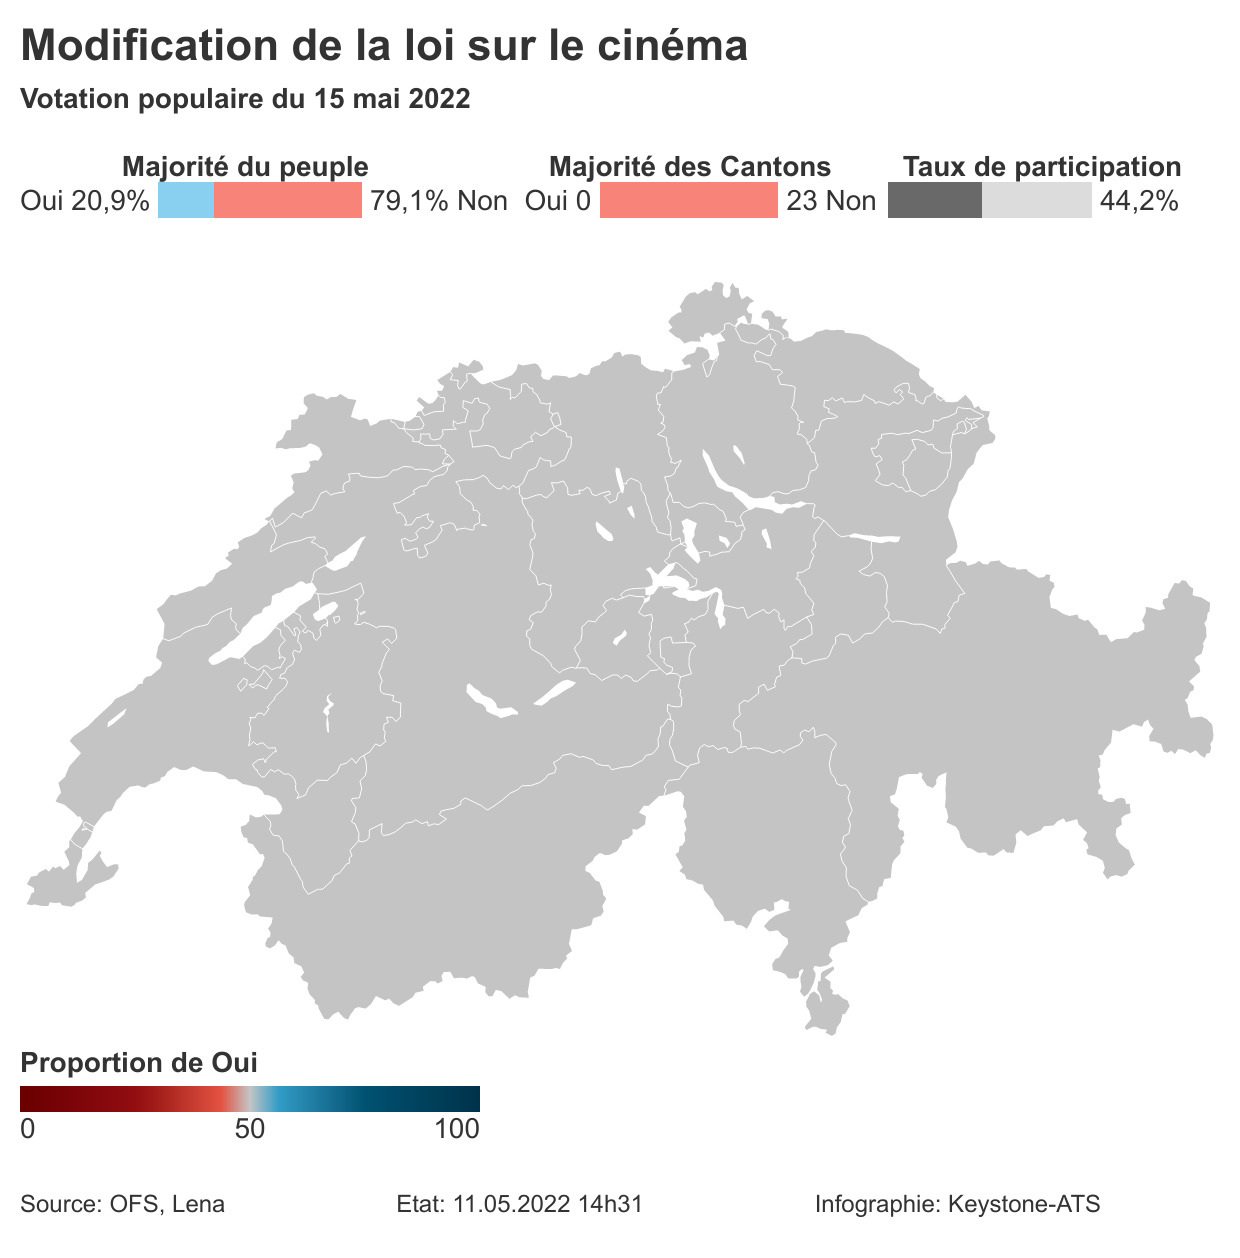 Modification de la loi sur le cinéma
Votation populaire du 15 mai 2022
Majorité du peuple
Oui 20,9% 79,1% Non
Majorité des Cantons
Oui 0 23 Non
Taux de participation
44,2%
Proportion de Oui
0 50 100
Source: OFS, Lena
Etat: 11.05.2022 14h31
Infographie: Keystone-ATS